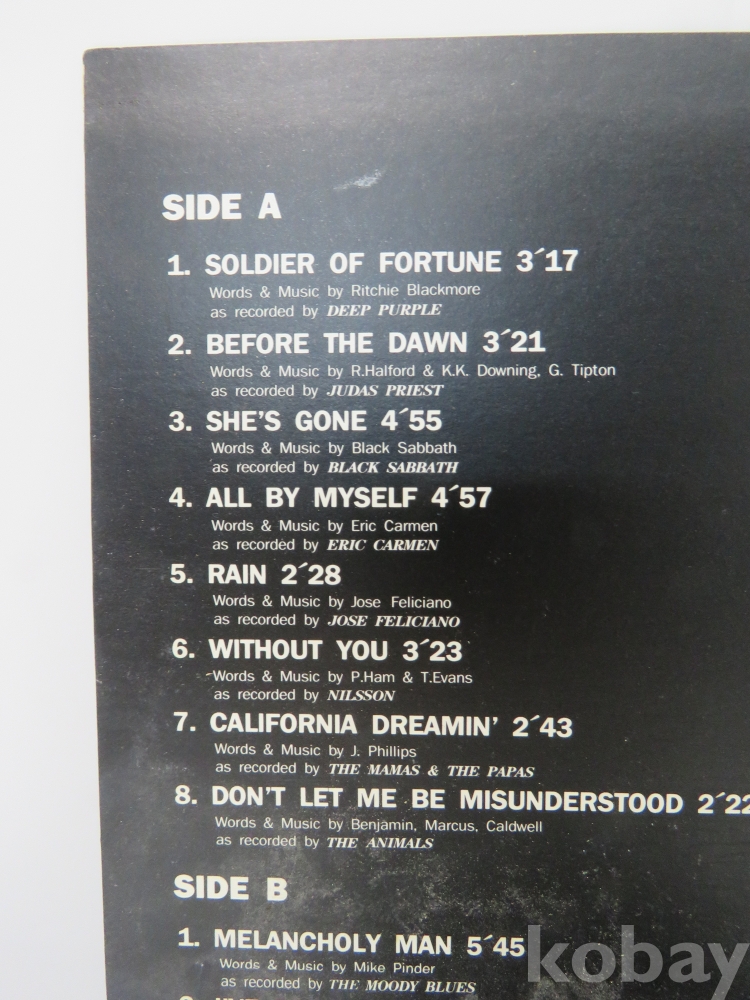 SIDE A
1. SOLDIER OF FORTUNE 3´17
Words & Music by Ritchie Blackmore
as recorded by DEEP PURPLE
2. BEFORE THE DAWN 3´21
Words & Music by R.Halford & K.K. Downing, G. Tipton
as recorded by JUDAS PRIEST
3. SHE'S GONE 4´55
Words & Music by Black Sabbath
as recorded by BLACK SABBATH
4. ALL BY MYSELF 4´57
Words & Music by Eric Carmen
as recorded by ERIC CARMEN
5. RAIN 2´28
Words & Music by Jose Feliciano
as recorded by JOSE FELICIANO
6. WITHOUT YOU 3´23
Words & Music by P.Ham & T.Evans
as recorded by NILSSON
7. CALIFORNIA DREAMIN' 2´43
Words & Music by J. Phillips
as recorded by THE MAMAS & THE PAPAS
8. DON'T LET ME BE MISUNDERSTOOD 2´22
Words & Music by Benjamin, Marcus, Caldwell
as recorded by THE ANIMALS
SIDE B
1. MELANCHOLY MAN 5´45
Words & Music by Mike Pinder
as recorded by THE MOODY BLUES
kobay